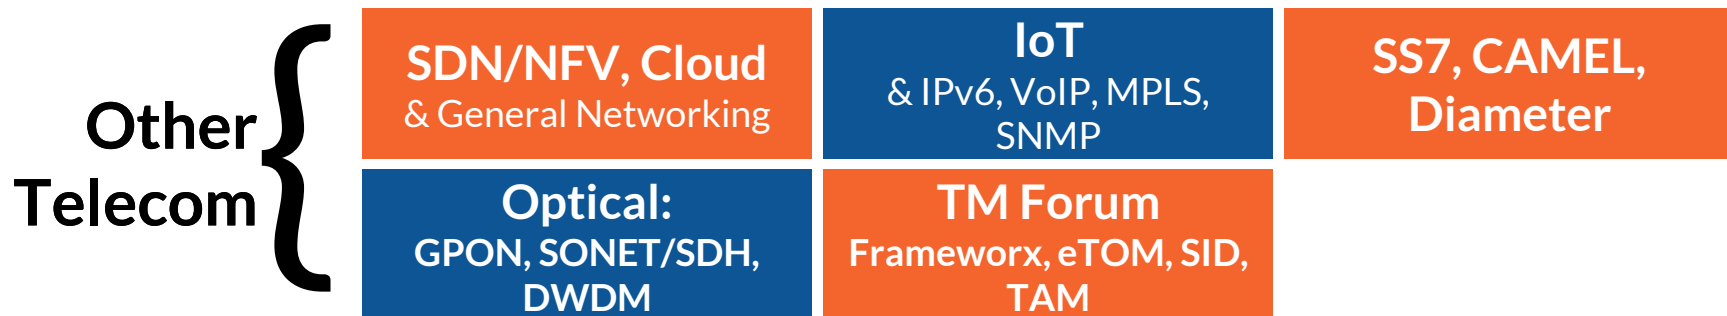 Other
Telecom
{
SDN/NFV, Cloud
& General Networking
IoT
& IPv6, VoIP, MPLS,
SNMP
SS7, CAMEL,
Diameter
Optical:
GPON, SONET/SDH,
DWDM
TM Forum
Frameworx, eTOM, SID,
TAM